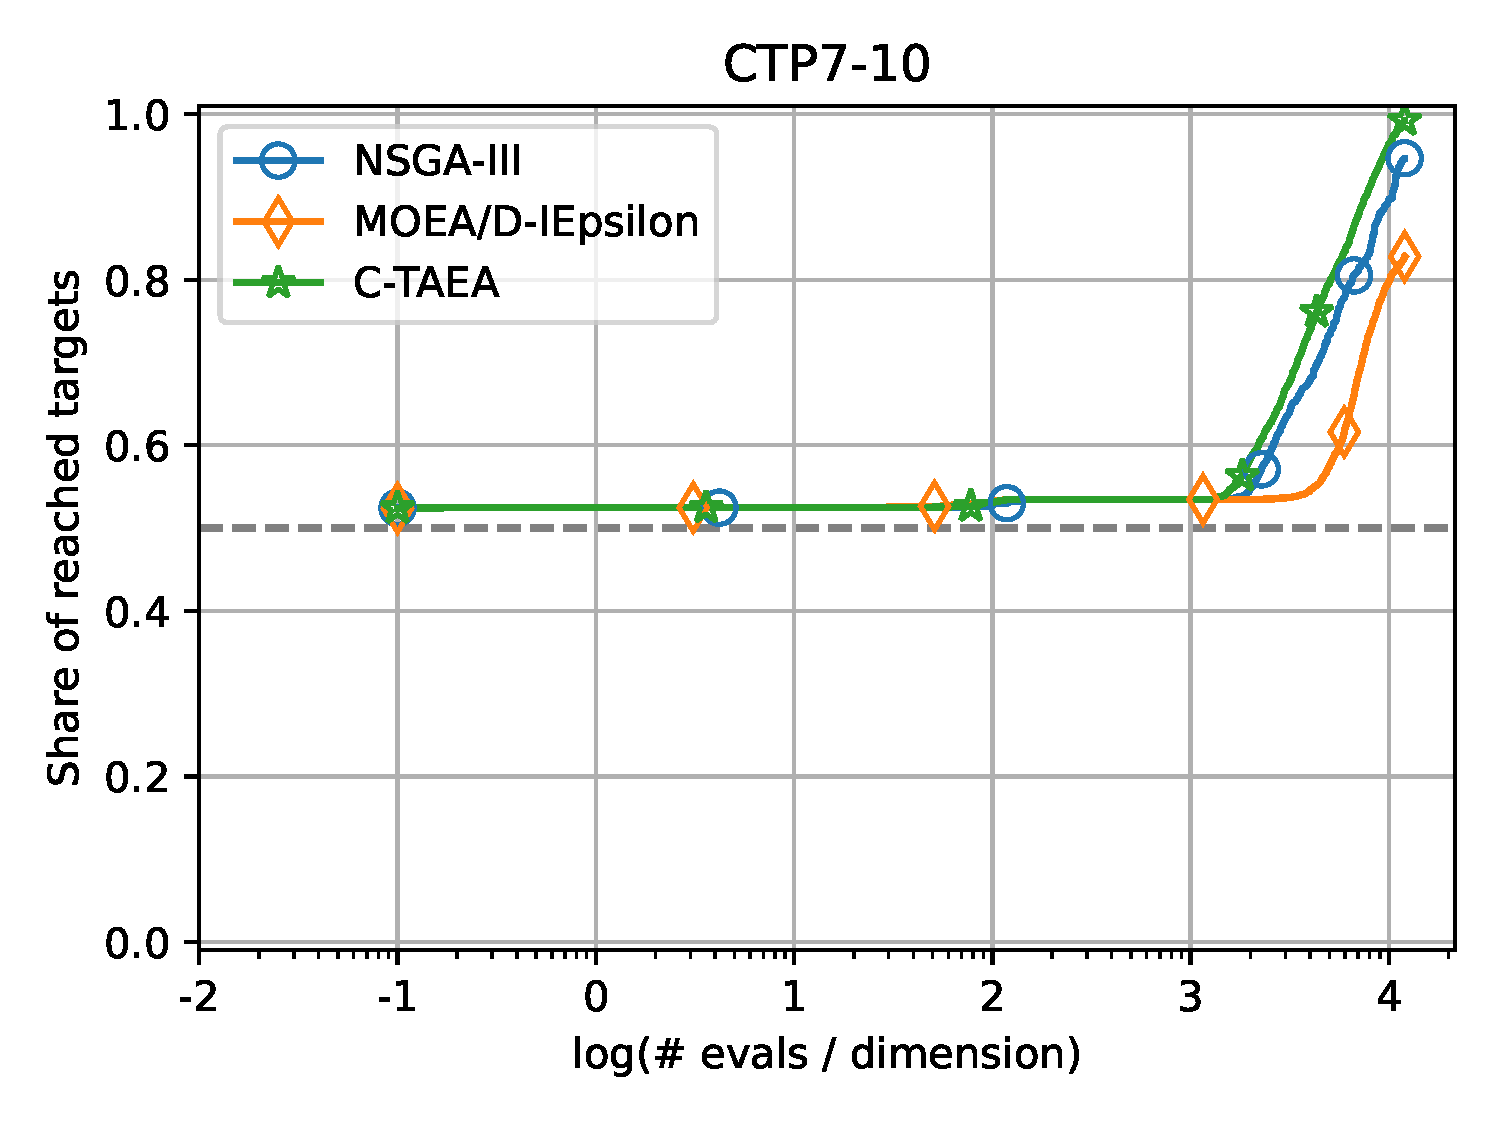 CTP7-10
1.0
0.8
0.6
0.4
0.2
0.0
Share of reached targets
NSGA-III
MOEA/D-IEpsilon
C-TAEA
-2 -1 0 1 2 3 4
log(# evals / dimension)